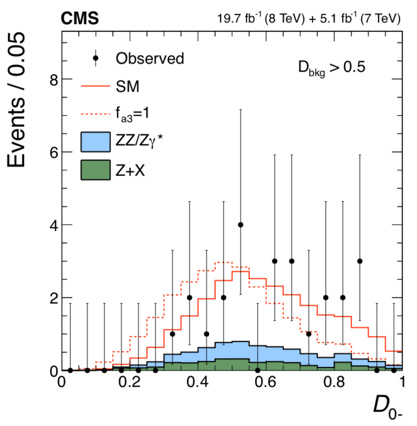 CMS 19.7 fb⁻¹ (8 TeV) + 5.1 fb⁻¹ (7 TeV)
Events / 0.05
8
6
4
2
0
Observed
SM
f_a3=1
ZZ/Zγ*
Z+X
D_bkg > 0.5
0 0.2 0.4 0.6 0.8 1
D_0-